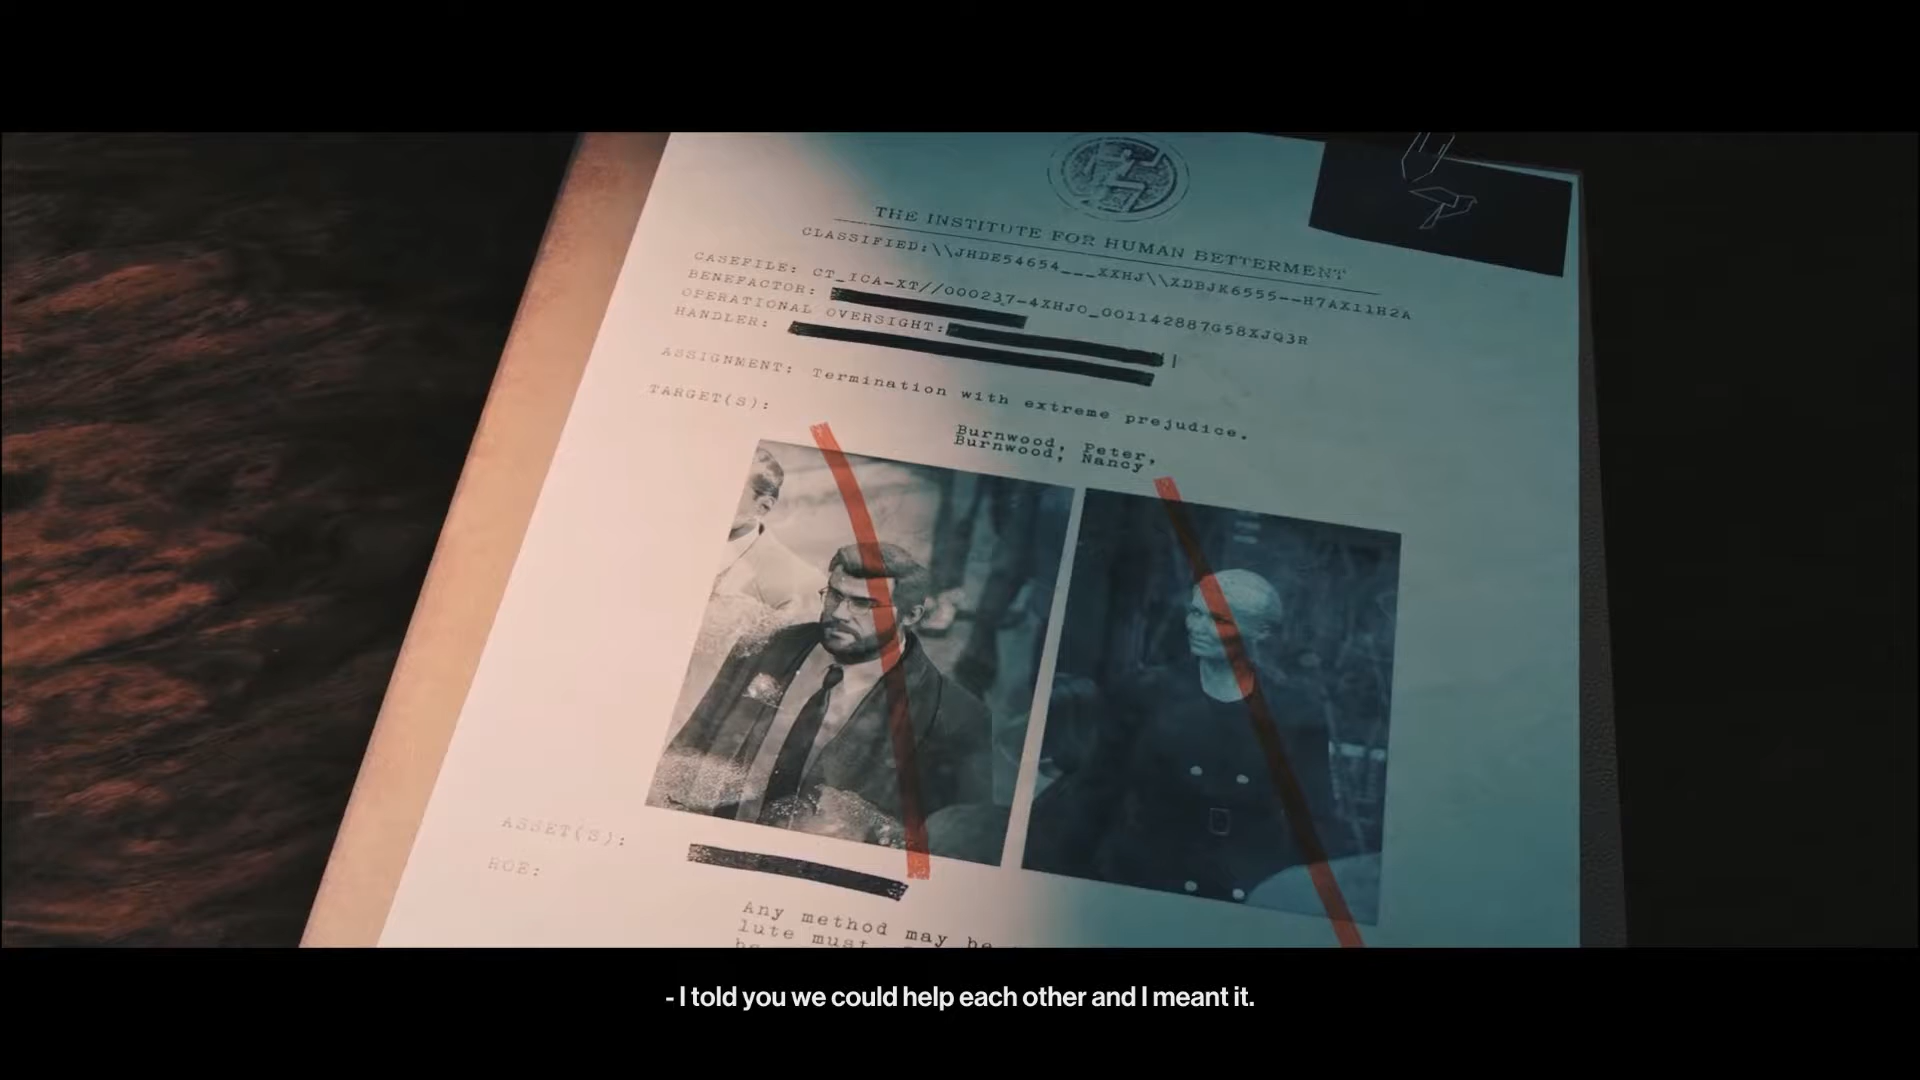 THE INSTITUTE FOR HUMAN BETTERMENT
CLASSIFIED:\\JHDE54654___XXHJ\\XDBJK6555--H7AX11H2A
CASEFILE: CT_ICA-XT//000237-4XHJO_001142887G58XJQ3R
BENEFACTOR:
OPERATIONAL OVERSIGHT:
HANDLER:
ASSIGNMENT: Termination with extreme prejudice.
TARGET(S):
Burnwood, Peter,
Burnwood, Nancy
ASSET(S):
ROE:
Any method may be
lute must
- I told you we could help each other and I meant it.